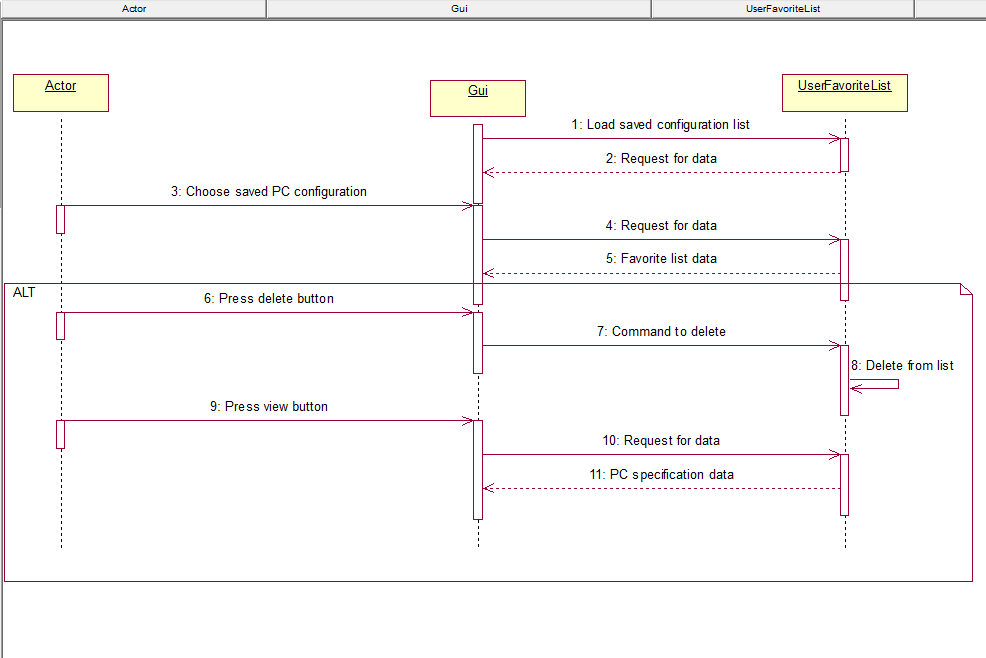 Actor Gui UserFavoriteList
Actor
Gui
UserFavoriteList
1: Load saved configuration list
2: Request for data
3: Choose saved PC configuration
4: Request for data
5: Favorite list data
ALT
6: Press delete button
7: Command to delete
8: Delete from list
9: Press view button
10: Request for data
11: PC specification data